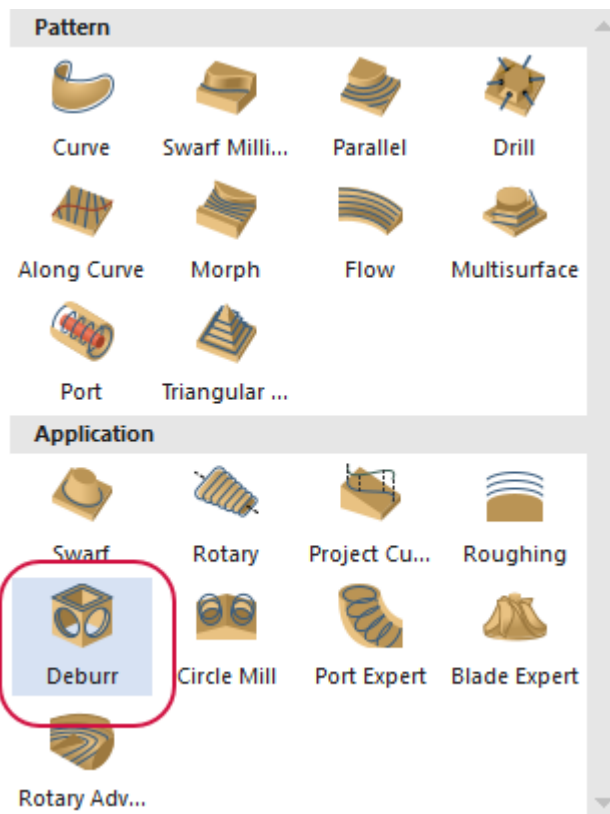 Pattern
Curve Swarf Milli... Parallel Drill
Along Curve Morph Flow Multisurface
Port Triangular ...
Application
Swarf Rotary Project Cu... Roughing
Deburr Circle Mill Port Expert Blade Expert
Rotary Adv...